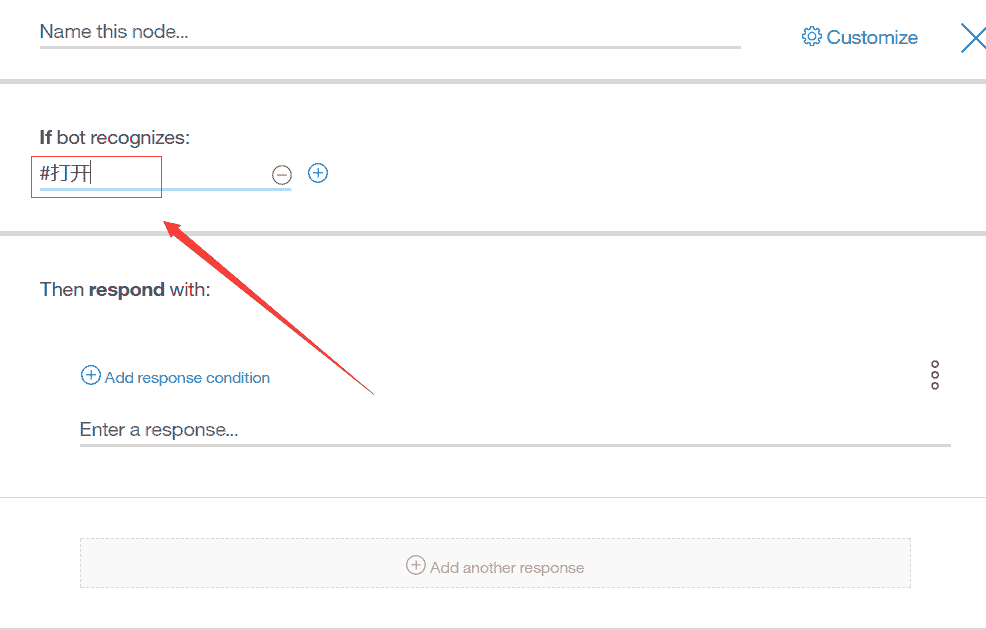 Name this node...
Customize
If bot recognizes:
#打开
Then respond with:
Add response condition
Enter a response...
Add another response